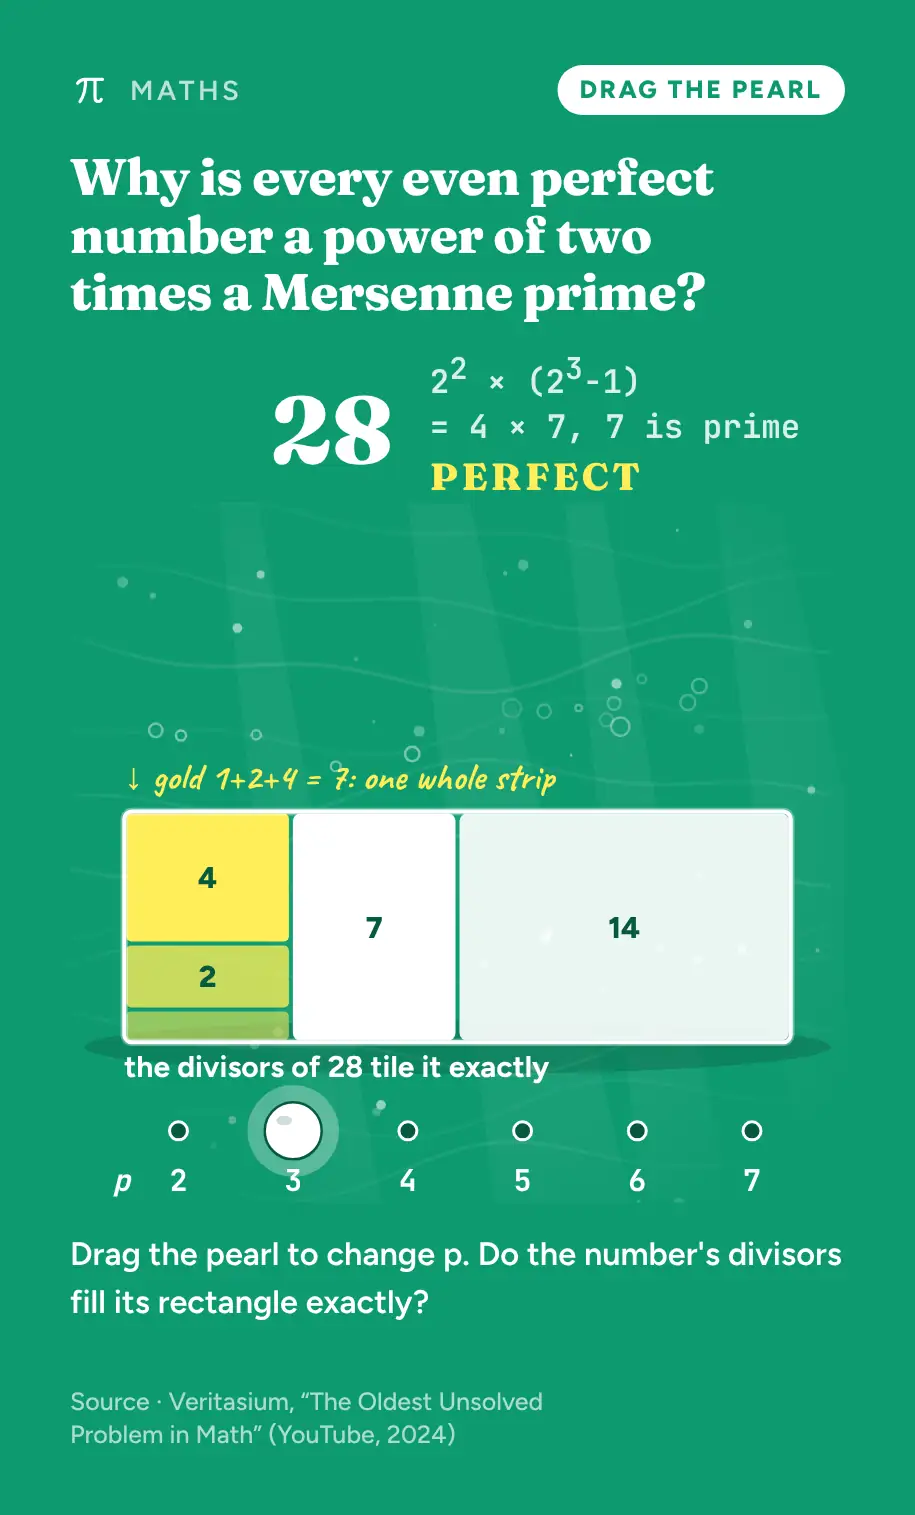 π MATHS
DRAG THE PEARL
Why is every even perfect
number a power of two
times a Mersenne prime?
28
2² × (2³-1)
= 4 × 7, 7 is prime
PERFECT
↓ gold 1+2+4 = 7: one whole strip
4
2
7
14
the divisors of 28 tile it exactly
p 2 3 4 5 6 7
Drag the pearl to change p. Do the number's divisors
fill its rectangle exactly?
Source · Veritasium, “The Oldest Unsolved
Problem in Math” (YouTube, 2024)